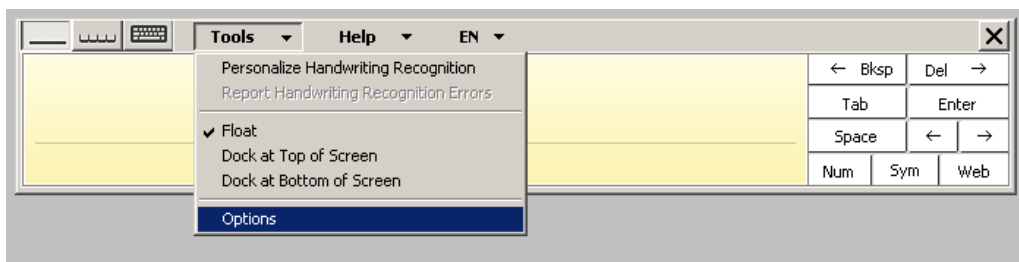 Tools Help EN
Personalize Handwriting Recognition
Report Handwriting Recognition Errors
Float
Dock at Top of Screen
Dock at Bottom of Screen
Options
← Bksp Del →
Tab Enter
Space ← →
Num Sym Web